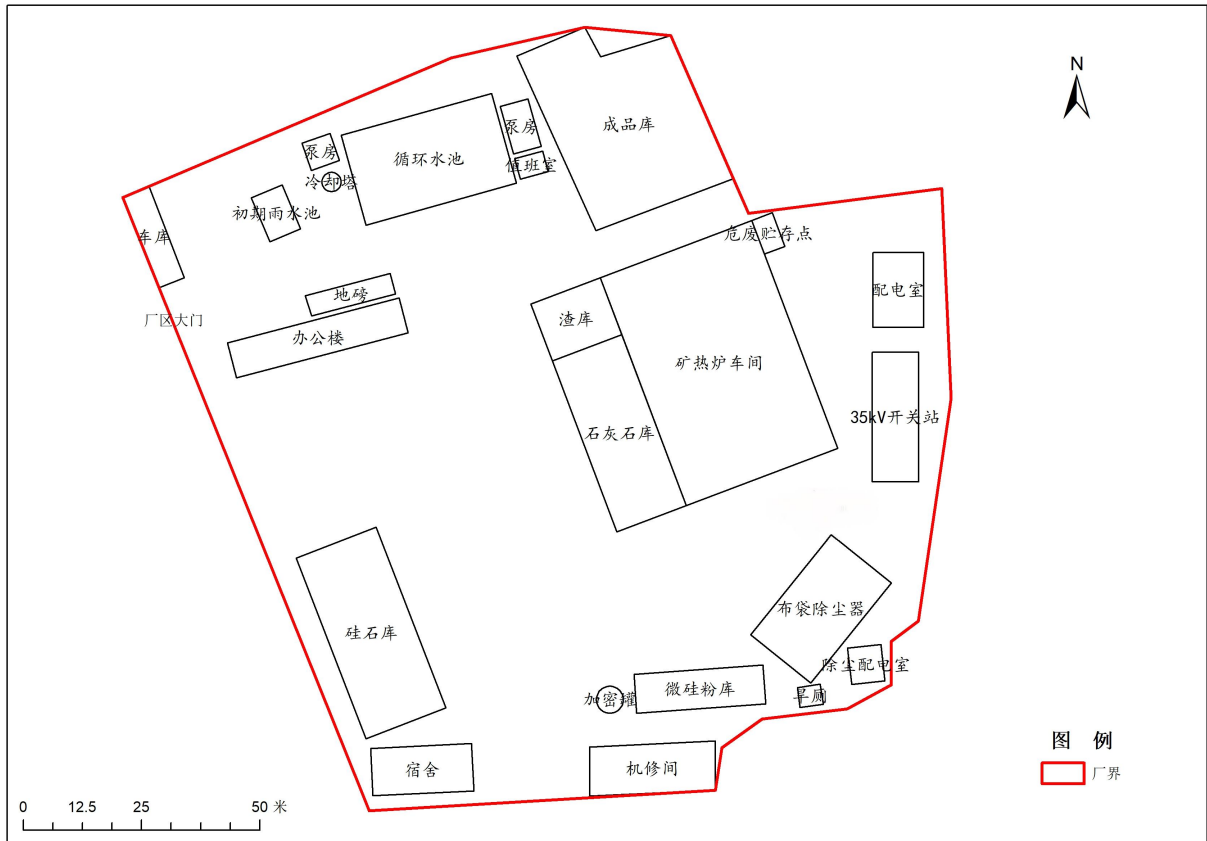 N
成品库
泵房
泵房
循环水池
值班室
冷却塔
初期雨水池
车库
危废贮存点
地磅
配电室
厂区大门
渣库
办公楼
矿热炉车间
35kV开关站
石灰石库
布袋除尘器
硅石库
除尘配电室
微硅粉库
旱厕
加密罐
宿舍
机修间
图 例
厂界
0 12.5 25 50 米